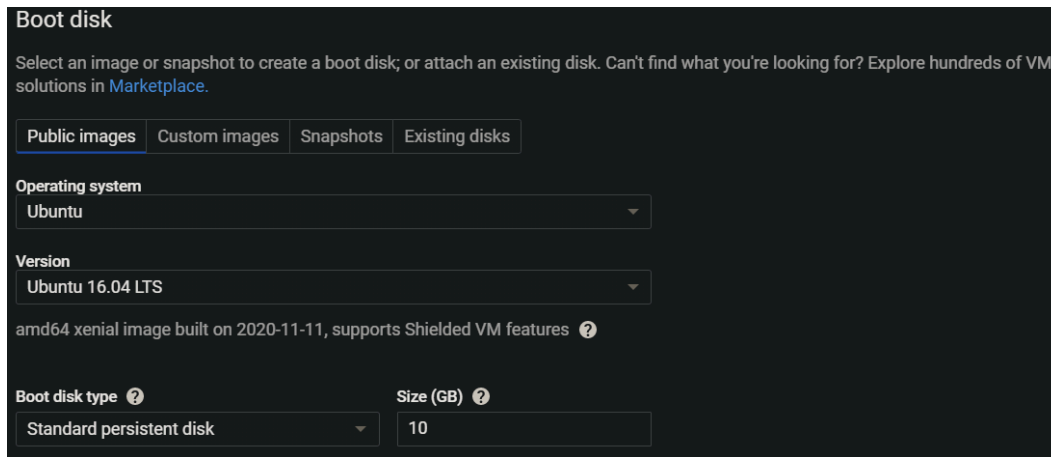 Boot disk
Select an image or snapshot to create a boot disk; or attach an existing disk. Can't find what you're looking for? Explore hundreds of VM
solutions in Marketplace.
Public images Custom images Snapshots Existing disks
Operating system
Ubuntu
Version
Ubuntu 16.04 LTS
amd64 xenial image built on 2020-11-11, supports Shielded VM features ?
Boot disk type ? Size (GB) ?
Standard persistent disk 10